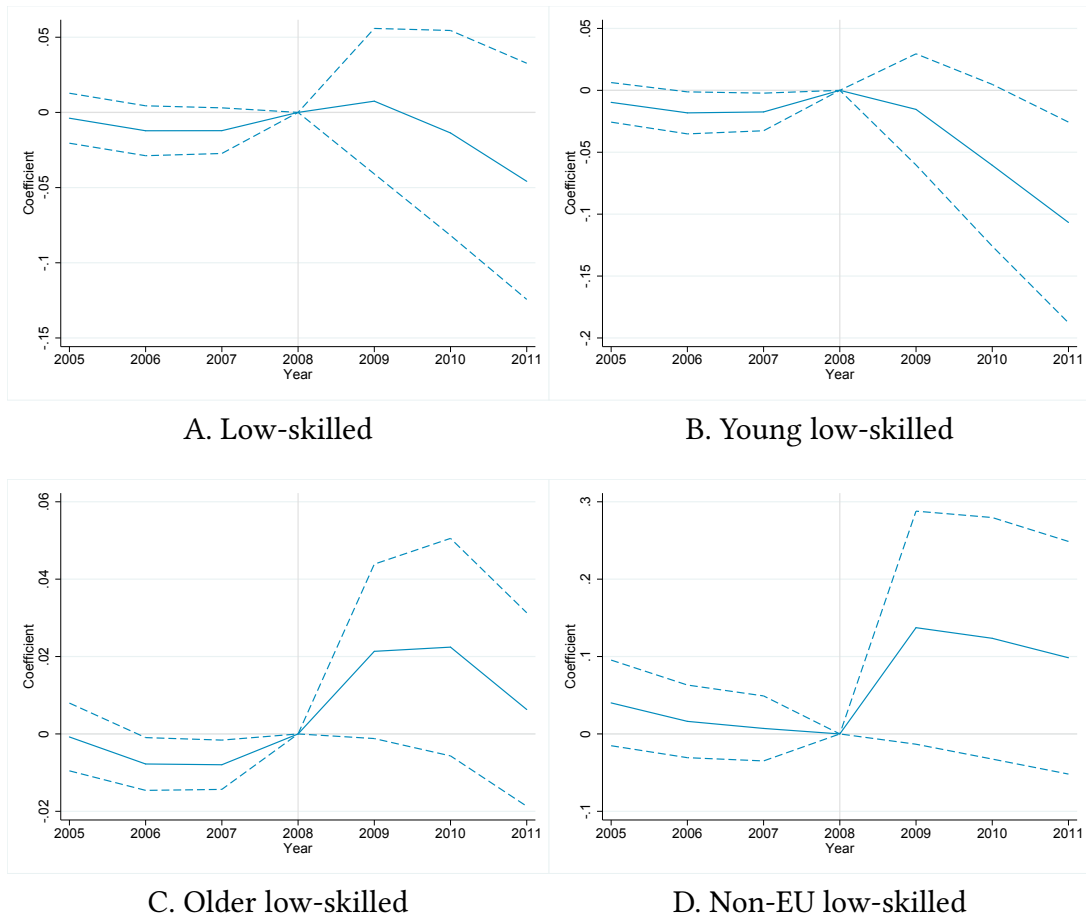 .05
0
-.05
-.1
-.15
Coefficient
2005 2006 2007 2008 2009 2010 2011
Year
A. Low-skilled
.05
0
-.05
-.1
-.15
-.2
Coefficient
2005 2006 2007 2008 2009 2010 2011
Year
B. Young low-skilled
.06
.04
.02
0
-.02
Coefficient
2005 2006 2007 2008 2009 2010 2011
Year
C. Older low-skilled
.3
.2
.1
0
-.1
Coefficient
2005 2006 2007 2008 2009 2010 2011
Year
D. Non-EU low-skilled